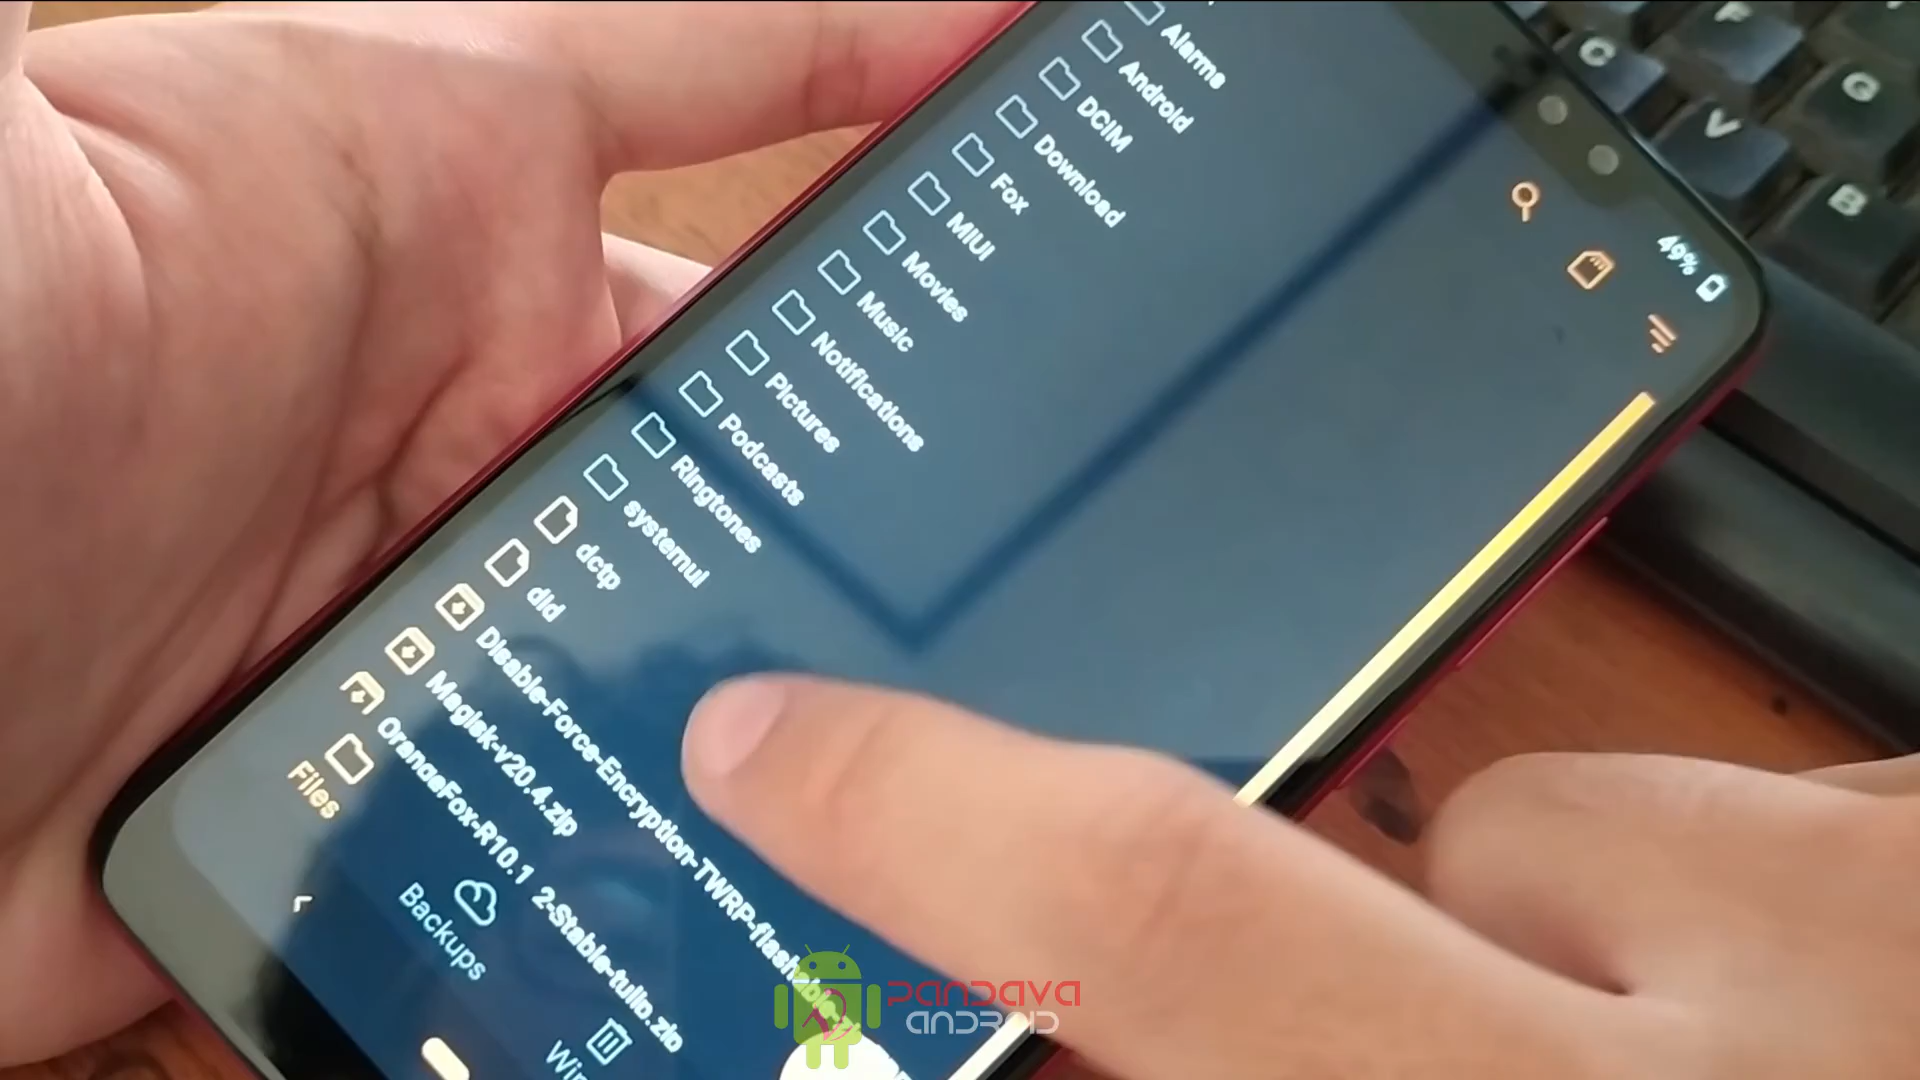 Alarms
Android
DCIM
Download
Fox
MIUI
Movies
Music
Notifications
Pictures
Podcasts
Ringtones
systemui
dctp
did
Disable-Force-Encryption-TWRP-flashable
Magisk-v20.4.zip
OrangeFox-R10.1_2-Stable-tulip.zip
Files
Backups
49%
F
C
G
V
B
PANDAVA
ANDROID